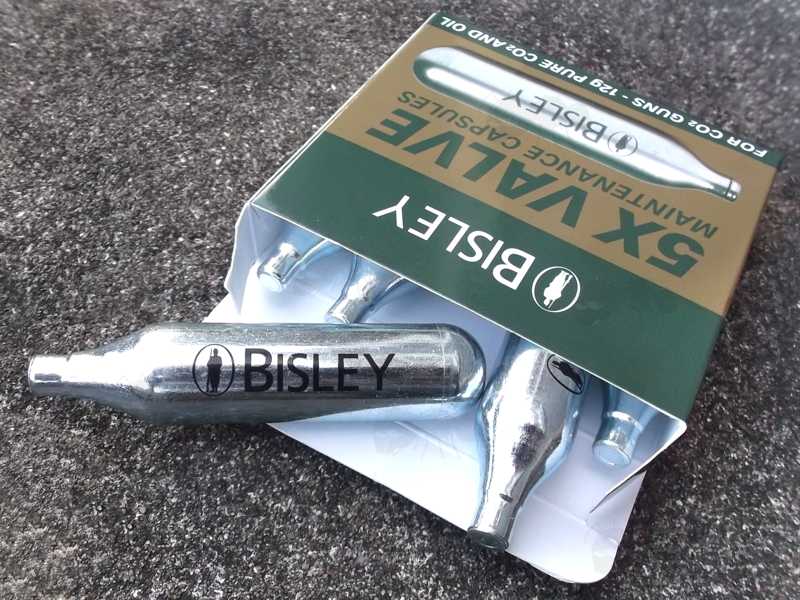 FOR CO₂ GUNS - 12g PURE CO₂ AND OIL
BISLEY
5X VALVE
MAINTENANCE CAPSULES
BISLEY
BISLEY